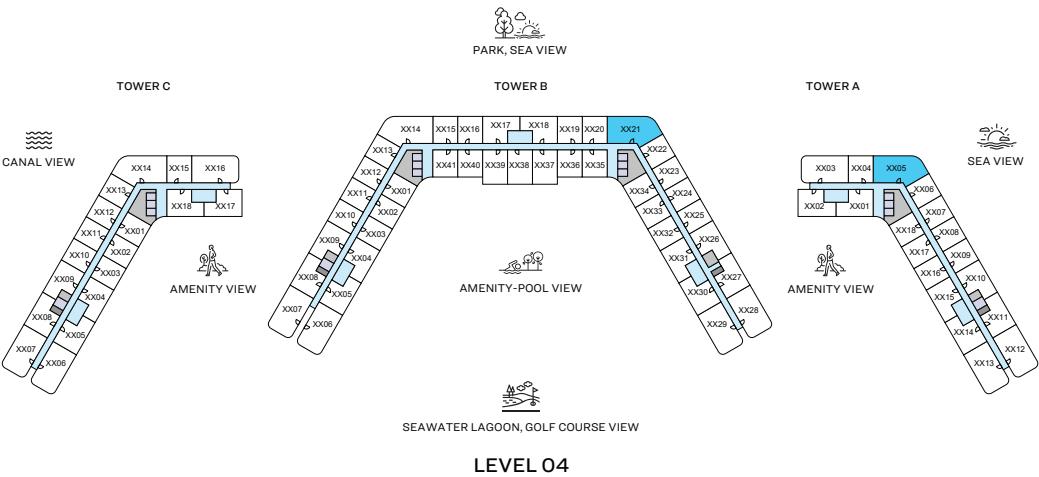 PARK, SEA VIEW
TOWER C
TOWER B
TOWER A
CANAL VIEW
SEA VIEW
XX14
XX15
XX16
XX13
XX12
XX11
XX10
XX09
XX08
XX07
XX18
XX17
XX01
XX02
XX03
XX04
XX05
XX06
AMENITY VIEW
XX14
XX15
XX16
XX17
XX18
XX19
XX20
XX21
XX13
XX12
XX11
XX10
XX09
XX08
XX07
XX41
XX40
XX39
XX38
XX37
XX36
XX35
XX01
XX02
XX03
XX04
XX05
XX06
XX22
XX23
XX24
XX25
XX26
XX27
XX28
XX34
XX33
XX32
XX31
XX30
XX29
AMENITY-POOL VIEW
XX03
XX04
XX05
XX02
XX01
XX06
XX07
XX08
XX09
XX10
XX11
XX12
XX18
XX17
XX16
XX15
XX14
XX13
AMENITY VIEW
SEAWATER LAGOON, GOLF COURSE VIEW
LEVEL 04